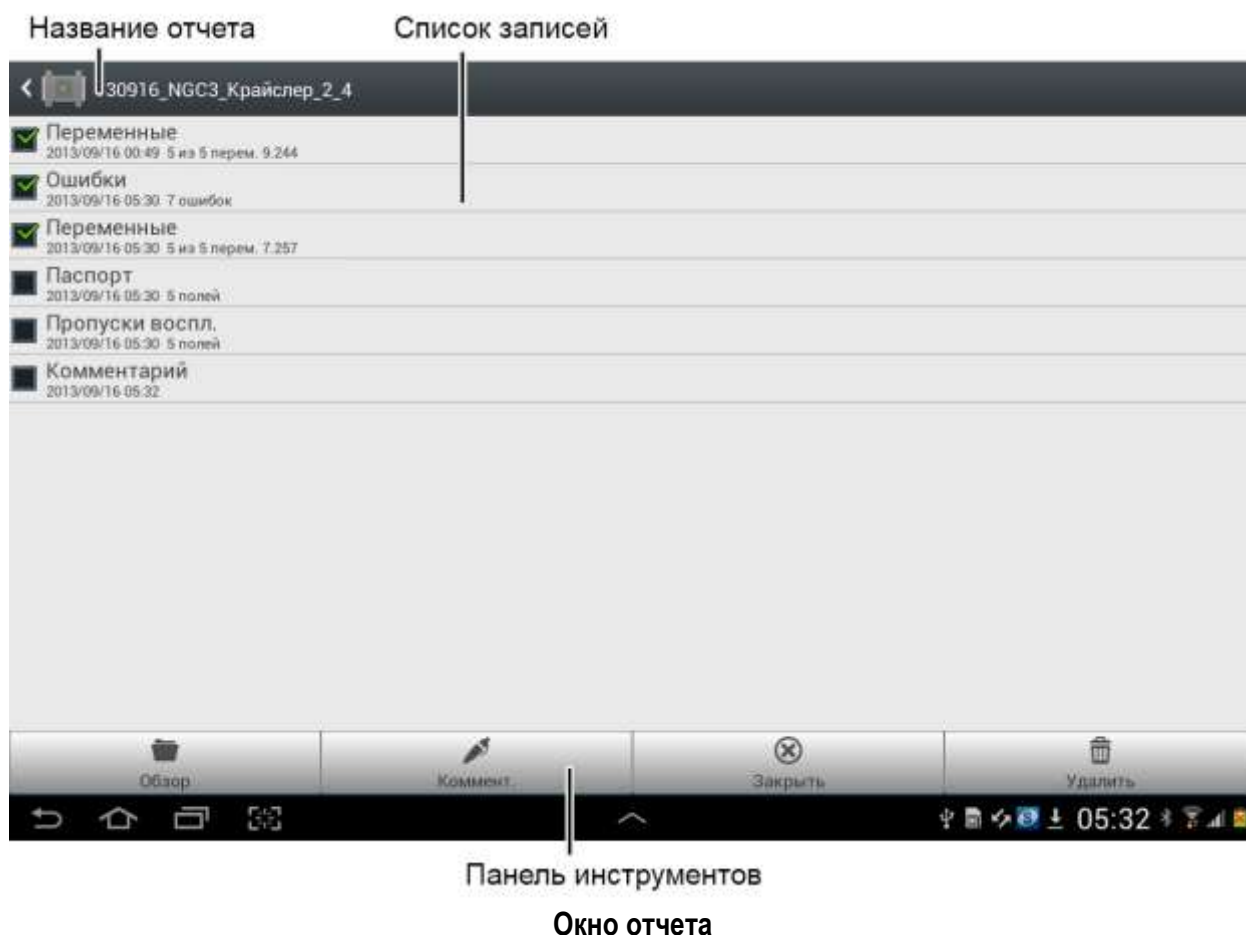 Название отчета Список записей
30916_NGC3_Крайслер_2_4
Переменные
2013/09/16 00:49 5 из 5 перем. 9.244
Ошибки
2013/09/16 05:30 7 ошибок
Переменные
2013/09/16 05:30 5 из 5 перем. 7.257
Паспорт
2013/09/16 05:30 5 полей
Пропуски воспл.
2013/09/16 05:30 5 полей
Комментарий
2013/09/16 05:32
Обзор Коммент. Закрыть Удалить
05:32
Панель инструментов
Окно отчета